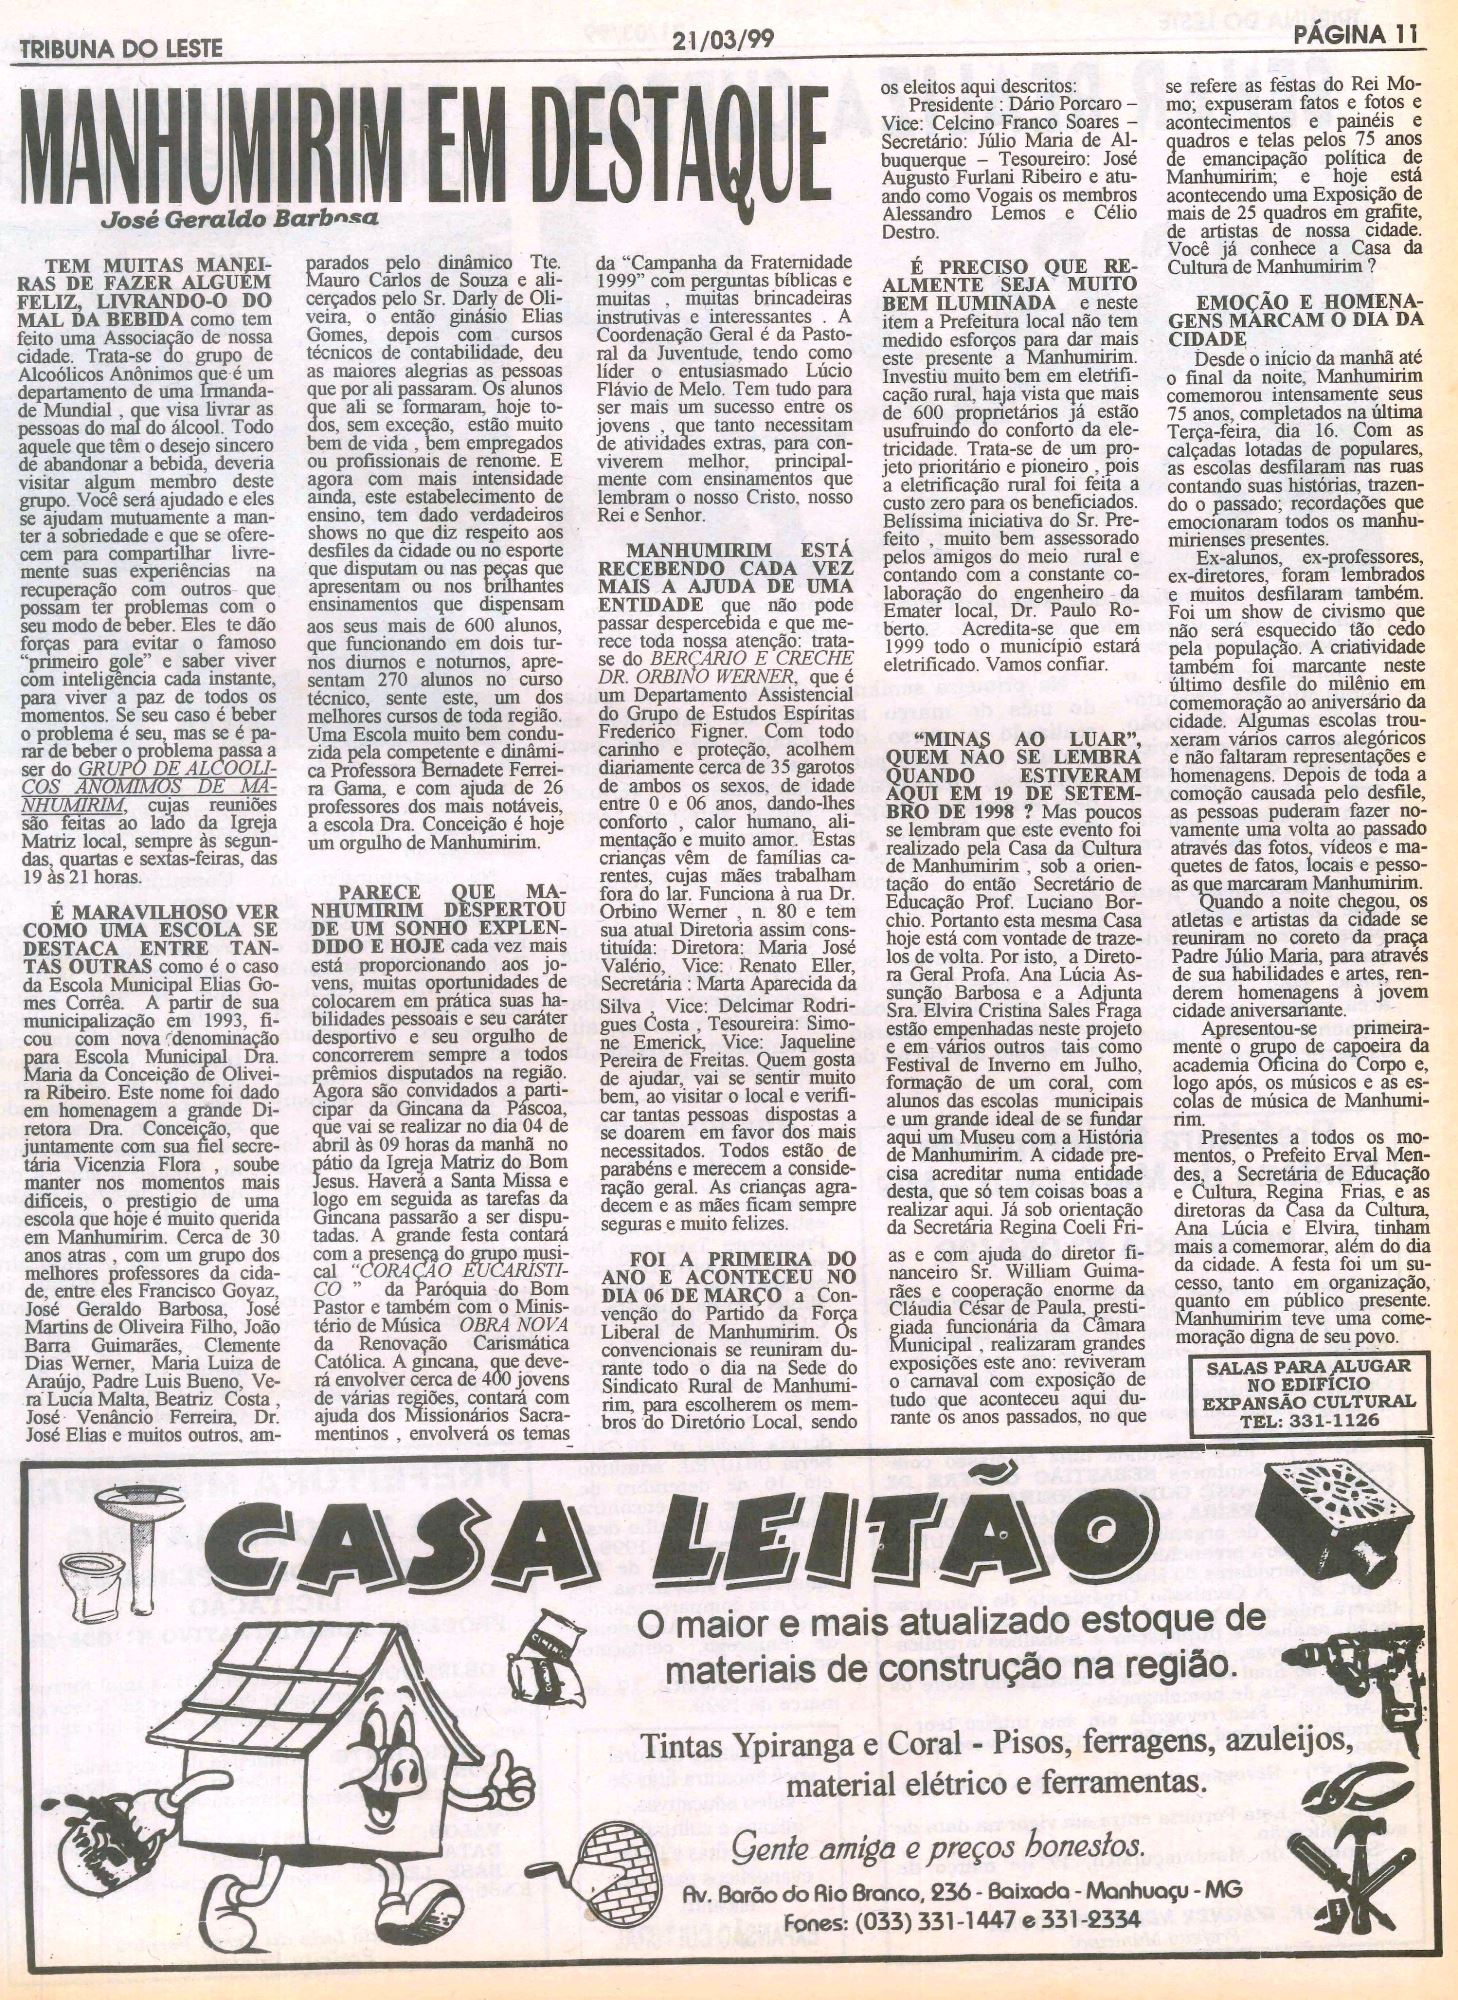 TRIBUNA DO LESTE
21/03/99
PÁGINA 11
MANHUMIRIM EM DESTAQUE
José Geraldo Barbosa
TEM MUITAS MANEI-
RAS DE FAZER ALGUÉM
FELIZ, LIVRANDO-O DO
MAL DA BEBIDA como tem
feito uma Associação de nossa
cidade. Trata-se do grupo de
Alcoólicos Anônimos que é um
departamento de uma Irmanda-
de Mundial , que visa livrar as
pessoas do mal do álcool. Todo
aquele que têm o desejo sincero
de abandonar a bebida, deveria
visitar algum membro deste
grupo. Você será ajudado e eles
se ajudam mutuamente a man-
ter a sobriedade e que se ofere-
cem para compartilhar livre-
mente suas experiências na
recuperação com outros que
possam ter problemas com o
seu modo de beber. Eles te dão
forças para evitar o famoso
“primeiro gole” e saber viver
com inteligência cada instante,
para viver a paz de todos os
momentos. Se seu caso é beber
o problema é seu, mas se é pa-
rar de beber o problema passa a
ser do GRUPO DE ALCOOLI-
COS ANOMIMOS DE MA-
NHUMIRIM, cujas reuniões
são feitas ao lado da Igreja
Matriz local, sempre às segun-
das, quartas e sextas-feiras, das
19 às 21 horas.
É MARAVILHOSO VER
COMO UMA ESCOLA SE
DESTACA ENTRE TAN-
TAS OUTRAS como é o caso
da Escola Municipal Elias Go-
mes Corrêa. A partir de sua
municipalização em 1993, fi-
cou com nova denominação
para Escola Municipal Dra.
Maria da Conceição de Olivei-
ra Ribeiro. Este nome foi dado
em homenagem a grande Di-
retora Dra. Conceição, que
juntamente com sua fiel secre-
tária Vicenzia Flora , soube
manter nos momentos mais
difíceis, o prestigio de uma
escola que hoje é muito querida
em Manhumirim. Cerca de 30
anos atras , com um grupo dos
melhores professores da cida-
de, entre eles Francisco Goyaz,
José Geraldo Barbosa, José
Martins de Oliveira Filho, João
Barra Guimarães, Clemente
Dias Werner, Maria Luiza de
Araújo, Padre Luis Bueno, Ve-
ra Lucia Malta, Beatriz Costa ,
José Venâncio Ferreira, Dr.
José Elias e muitos outros, am-
parados pelo dinâmico Tte.
Mauro Carlos de Souza e ali-
cerçados pelo Sr. Darly de Oli-
veira, o então ginásio Elias
Gomes, depois com cursos
técnicos de contabilidade, deu
as maiores alegrias as pessoas
que por ali passaram. Os alunos
que ali se formaram, hoje to-
dos, sem exceção, estão muito
bem de vida , bem empregados
ou profissionais de renome. E
agora com mais intensidade
ainda, este estabelecimento de
ensino, tem dado verdadeiros
shows no que diz respeito aos
desfiles da cidade ou no esporte
que disputam ou nas peças que
apresentam ou nos brilhantes
ensinamentos que dispensam
aos seus mais de 600 alunos,
que funcionando em dois tur-
nos diurnos e noturnos, apre-
sentam 270 alunos no curso
técnico, sente este, um dos
melhores cursos de toda região.
Uma Escola muito bem condu-
zida pela competente e dinâmi-
ca Professora Bernadete Ferrei-
ra Gama, e com ajuda de 26
professores dos mais notáveis,
a escola Dra. Conceição é hoje
um orgulho de Manhumirim.
PARECE QUE MA-
NHUMIRIM DESPERTOU
DE UM SONHO EXPLEN-
DIDO E HOJE cada vez mais
está proporcionando aos jo-
vens, muitas oportunidades de
colocarem em prática suas ha-
bilidades pessoais e seu caráter
desportivo e seu orgulho de
concorrerem sempre a todos
prêmios disputados na região.
Agora são convidados a parti-
cipar da Gincana da Páscoa,
que vai se realizar no dia 04 de
abril às 09 horas da manhã no
pátio da Igreja Matriz do Bom
Jesus. Haverá a Santa Missa e
logo em seguida as tarefas da
Gincana passarão a ser dispu-
tadas. A grande festa contará
com a presença do grupo musi-
cal “CORAÇÃO EUCARISTI-
CO ” da Paróquia do Bom
Pastor e também com o Minis-
tério de Música OBRA NOVA
da Renovação Carismática
Católica. A gincana, que deve-
rá envolver cerca de 400 jovens
de várias regiões, contará com
ajuda dos Missionários Sacra-
mentinos , envolverá os temas
da “Campanha da Fraternidade
1999” com perguntas bíblicas e
muitas , muitas brincadeiras
instrutivas e interessantes . A
Coordenação Geral é da Pasto-
ral da Juventude, tendo como
líder o entusiasmado Lúcio
Flávio de Melo. Tem tudo para
ser mais um sucesso entre os
jovens , que tanto necessitam
de atividades extras, para con-
viverem melhor, principal-
mente com ensinamentos que
lembram o nosso Cristo, nosso
Rei e Senhor.
MANHUMIRIM ESTÁ
RECEBENDO CADA VEZ
MAIS A AJUDA DE UMA
ENTIDADE que não pode
passar despercebida e que me-
rece toda nossa atenção: trata-
se do BERÇÁRIO E CRECHE
DR. ORBINO WERNER, que é
um Departamento Assistencial
do Grupo de Estudos Espíritas
Frederico Figner. Com todo
carinho e proteção, acolhem
diariamente cerca de 35 garotos
de ambos os sexos, de idade
entre 0 e 06 anos, dando-lhes
conforto , calor humano, ali-
mentação e muito amor. Estas
crianças vêm de famílias ca-
rentes, cujas mães trabalham
fora do lar. Funciona à rua Dr.
Orbino Werner , n. 80 e tem
sua atual Diretoria assim cons-
tituída: Diretora: Maria José
Valério, Vice: Renato Eller,
Secretária : Marta Aparecida da
Silva , Vice: Delcimar Rodri-
gues Costa , Tesoureira: Simo-
ne Emerick, Vice: Jaqueline
Pereira de Freitas. Quem gosta
de ajudar, vai se sentir muito
bem, ao visitar o local e verifi-
car tantas pessoas dispostas a
se doarem em favor dos mais
necessitados. Todos estão de
parabéns e merecem a conside-
ração geral. As crianças agra-
decem e as mães ficam sempre
seguras e muito felizes.
FOI A PRIMEIRA DO
ANO E ACONTECEU NO
DIA 06 DE MARÇO a Con-
venção do Partido da Força
Liberal de Manhumirim. Os
convencionais se reuniram du-
rante todo o dia na Sede do
Sindicato Rural de Manhumi-
rim, para escolherem os mem-
bros do Diretório Local, sendo
os eleitos aqui descritos:
Presidente : Dário Porcaro –
Vice: Celcino Franco Soares –
Secretário: Júlio Maria de Al-
buquerque – Tesoureiro: José
Augusto Furlani Ribeiro e atu-
ando como Vogais os membros
Alessandro Lemos e Célio
Destro.
É PRECISO QUE RE-
ALMENTE SEJA MUITO
BEM ILUMINADA e neste
item a Prefeitura local não tem
medido esforços para dar mais
este presente a Manhumirim.
Investiu muito bem em eletrifi-
cação rural, haja vista que mais
de 600 proprietários já estão
usufruindo do conforto da ele-
tricidade. Trata-se de um pro-
jeto prioritário e pioneiro , pois
a eletrificação rural foi feita a
custo zero para os beneficiados.
Belíssima iniciativa do Sr. Pre-
feito , muito bem assessorado
pelos amigos do meio rural e
contando com a constante co-
laboração do engenheiro da
Emater local, Dr. Paulo Ro-
berto. Acredita-se que em
1999 todo o município estará
eletrificado. Vamos confiar.
“MINAS AO LUAR”,
QUEM NÃO SE LEMBRA
QUANDO ESTIVERAM
AQUI EM 19 DE SETEM-
BRO DE 1998 ? Mas poucos
se lembram que este evento foi
realizado pela Casa da Cultura
de Manhumirim , sob a orien-
tação do então Secretário de
Educação Prof. Luciano Bor-
chio. Portanto esta mesma Casa
hoje está com vontade de traze-
los de volta. Por isto, a Direto-
ra Geral Profa. Ana Lúcia As-
sunção Barbosa e a Adjunta
Sra. Elvira Cristina Sales Fraga
estão empenhadas neste projeto
e em vários outros tais como
Festival de Inverno em Julho,
formação de um coral, com
alunos das escolas municipais
e um grande ideal de se fundar
aqui um Museu com a História
de Manhumirim. A cidade pre-
cisa acreditar numa entidade
desta, que só tem coisas boas a
realizar aqui. Já sob orientação
da Secretária Regina Coeli Fri-
as e com ajuda do diretor fi-
nanceiro Sr. William Guima-
rães e cooperação enorme da
Cláudia César de Paula, presti-
giada funcionária da Câmara
Municipal , realizaram grandes
exposições este ano: reviveram
o carnaval com exposição de
tudo que aconteceu aqui du-
rante os anos passados, no que
se refere as festas do Rei Mo-
mo; expuseram fatos e fotos e
acontecimentos e painéis e
quadros e telas pelos 75 anos
de emancipação política de
Manhumirim; e hoje está
acontecendo uma Exposição de
mais de 25 quadros em grafite,
de artistas de nossa cidade.
Você já conhece a Casa da
Cultura de Manhumirim ?
EMOÇÃO E HOMENA-
GENS MARCAM O DIA DA
CIDADE
Desde o início da manhã até
o final da noite, Manhumirim
comemorou intensamente seus
75 anos, completados na última
Terça-feira, dia 16. Com as
calçadas lotadas de populares,
as escolas desfilaram nas ruas
contando suas histórias, trazen-
do o passado; recordações que
emocionaram todos os manhu-
mirienses presentes.
Ex-alunos, ex-professores,
ex-diretores, foram lembrados
e muitos desfilaram também.
Foi um show de civismo que
não será esquecido tão cedo
pela população. A criatividade
também foi marcante neste
último desfile do milênio em
comemoração ao aniversário da
cidade. Algumas escolas trou-
xeram vários carros alegóricos
e não faltaram representações e
homenagens. Depois de toda a
comoção causada pelo desfile,
as pessoas puderam fazer no-
vamente uma volta ao passado
através das fotos, vídeos e ma-
quetes de fatos, locais e pesso-
as que marcaram Manhumirim.
Quando a noite chegou, os
atletas e artistas da cidade se
reuniram no coreto da praça
Padre Júlio Maria, para através
de sua habilidades e artes, ren-
derem homenagens à jovem
cidade aniversariante.
Apresentou-se primeira-
mente o grupo de capoeira da
academia Oficina do Corpo e,
logo após, os músicos e as es-
colas de música de Manhumi-
rim.
Presentes a todos os mo-
mentos, o Prefeito Erval Men-
des, a Secretária de Educação
e Cultura, Regina Frias, e as
diretoras da Casa da Cultura,
Ana Lúcia e Elvira, tinham
mais a comemorar, além do dia
da cidade. A festa foi um su-
cesso, tanto em organização,
quanto em público presente.
Manhumirim teve uma come-
moração digna de seu povo.
SALAS PARA ALUGAR
NO EDIFÍCIO
EXPANSÃO CULTURAL
TEL: 331-1126
CASA LEITÃO
CIMENTO
O maior e mais atualizado estoque de
materiais de construção na região.
Tintas Ypiranga e Coral - Pisos, ferragens, azuleijos,
material elétrico e ferramentas.
Gente amiga e preços honestos.
Av. Barão do Rio Branco, 236 - Baixada - Manhuaçu - MG
Fones: (033) 331-1447 e 331-2334